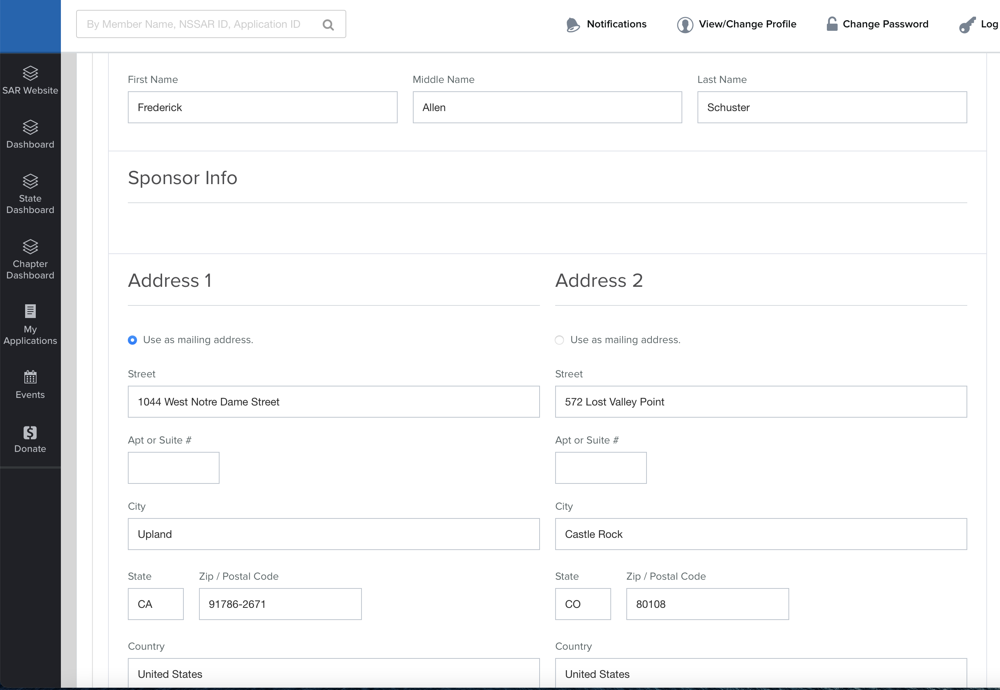 By Member Name, NSSAR ID, Application ID
Notifications
View/Change Profile
Change Password
Log
SAR Website
Dashboard
State
Dashboard
Chapter
Dashboard
My
Applications
Events
Donate
First Name
Middle Name
Last Name
Frederick
Allen
Schuster
Sponsor Info
Address 1
Address 2
Use as mailing address.
Use as mailing address.
Street
Street
1044 West Notre Dame Street
572 Lost Valley Point
Apt or Suite #
Apt or Suite #
City
City
Upland
Castle Rock
State
Zip / Postal Code
State
Zip / Postal Code
CA
91786-2671
CO
80108
Country
Country
United States
United States